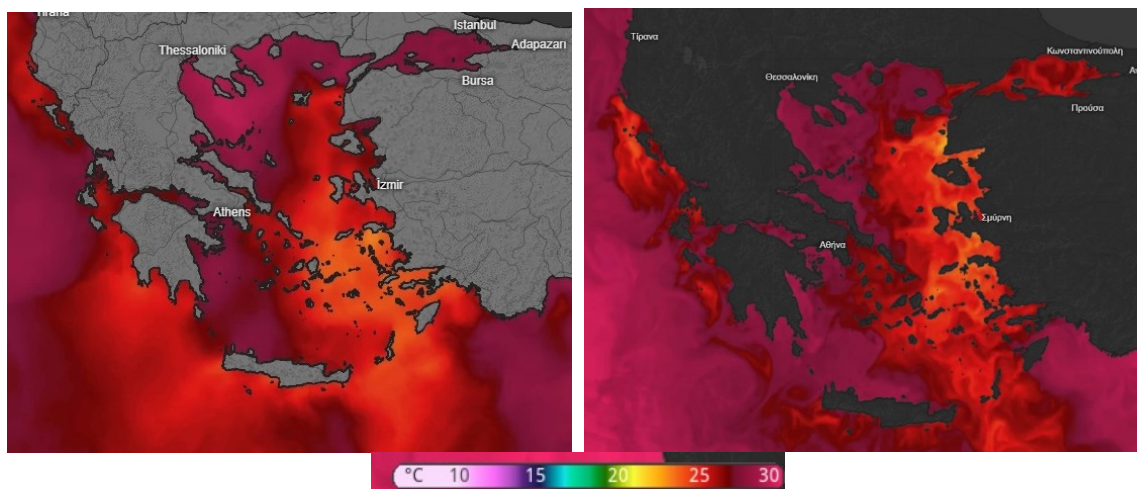 Tirana
Istanbul
Thessaloniki
Adapazarı
Bursa
İzmir
Athens
Τίρανα
Κωνσταντινούπολη
Θεσσαλονίκη
Προύσα
Σμύρνη
Αθήνα
°C 10 15 20 25 30